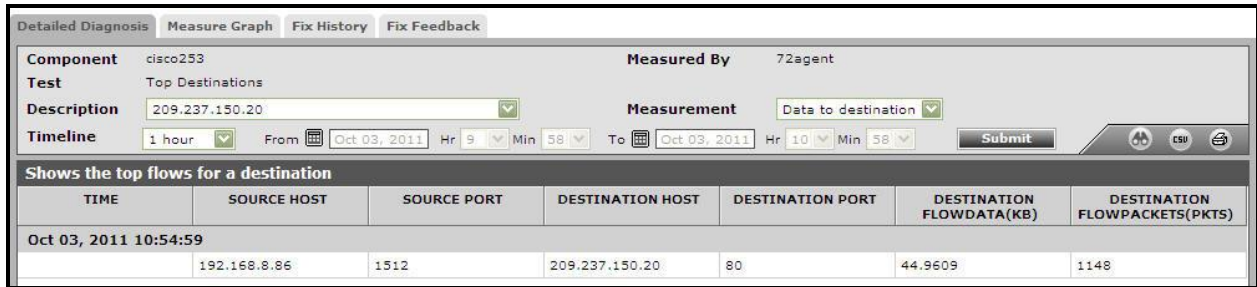 Detailed Diagnosis Measure Graph Fix History Fix Feedback
Component cisco253 Measured By 72agent
Test Top Destinations
Description 209.237.150.20 Measurement Data to destination
Timeline 1 hour From Oct 03, 2011 Hr 9 Min 58 To Oct 03, 2011 Hr 10 Min 58 Submit CSV
Shows the top flows for a destination
TIME SOURCE HOST SOURCE PORT DESTINATION HOST DESTINATION PORT DESTINATION FLOWDATA(KB) DESTINATION FLOWPACKETS(PKTS)
Oct 03, 2011 10:54:59
192.168.8.86 1512 209.237.150.20 80 44.9609 1148